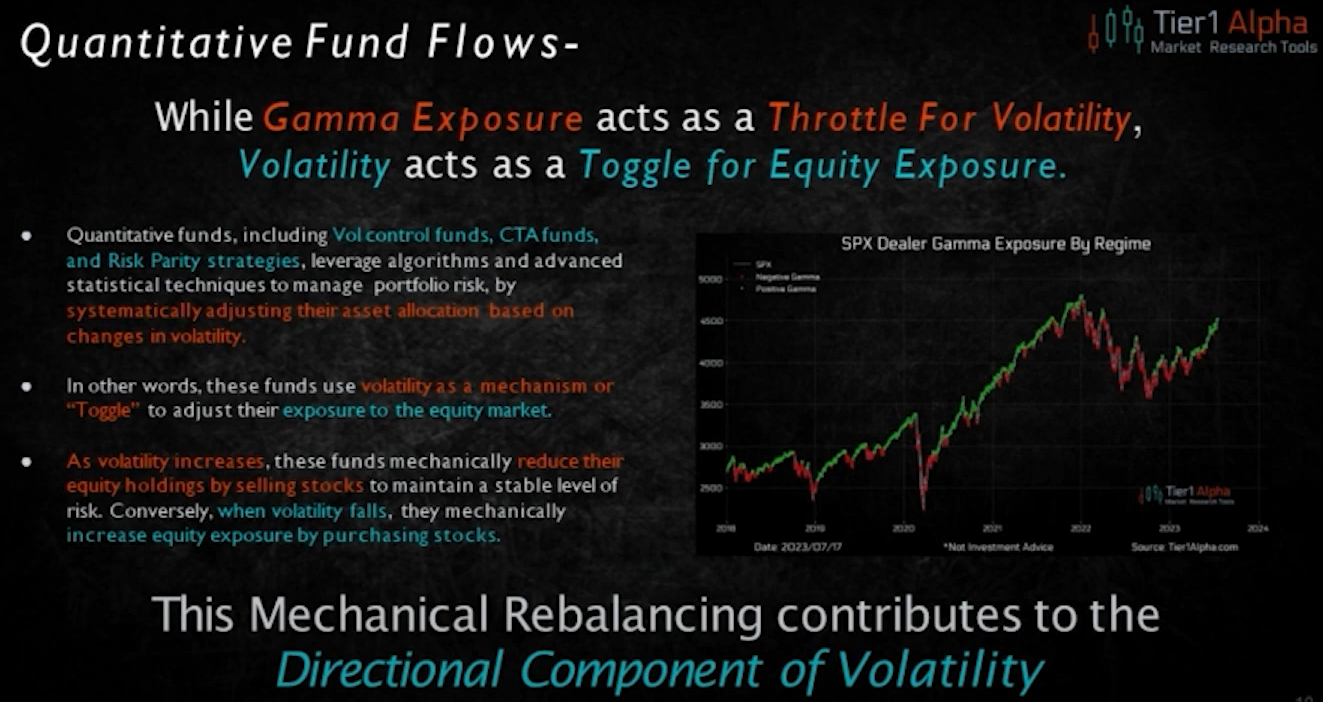 Quantitative Fund Flows-
Tier1 Alpha
Market Research Tools
While Gamma Exposure acts as a Throttle For Volatility,
Volatility acts as a Toggle for Equity Exposure.
• Quantitative funds, including Vol control funds, CTA funds,
and Risk Parity strategies, leverage algorithms and advanced
statistical techniques to manage portfolio risk, by
systematically adjusting their asset allocation based on
changes in volatility.
• In other words, these funds use volatility as a mechanism or
“Toggle” to adjust their exposure to the equity market.
• As volatility increases, these funds mechanically reduce their
equity holdings by selling stocks to maintain a stable level of
risk. Conversely, when volatility falls, they mechanically
increase equity exposure by purchasing stocks.
SPX Dealer Gamma Exposure By Regime
SPX
Negative Gamma
Positive Gamma
5000
4500
4000
3500
3000
2500
Tier1 Alpha
Market Research Tools
2018 2019 2020 2021 2022 2023 2024
Date: 2023/07/17 *Not Investment Advice Source: Tier1Alpha.com
This Mechanical Rebalancing contributes to the
Directional Component of Volatility